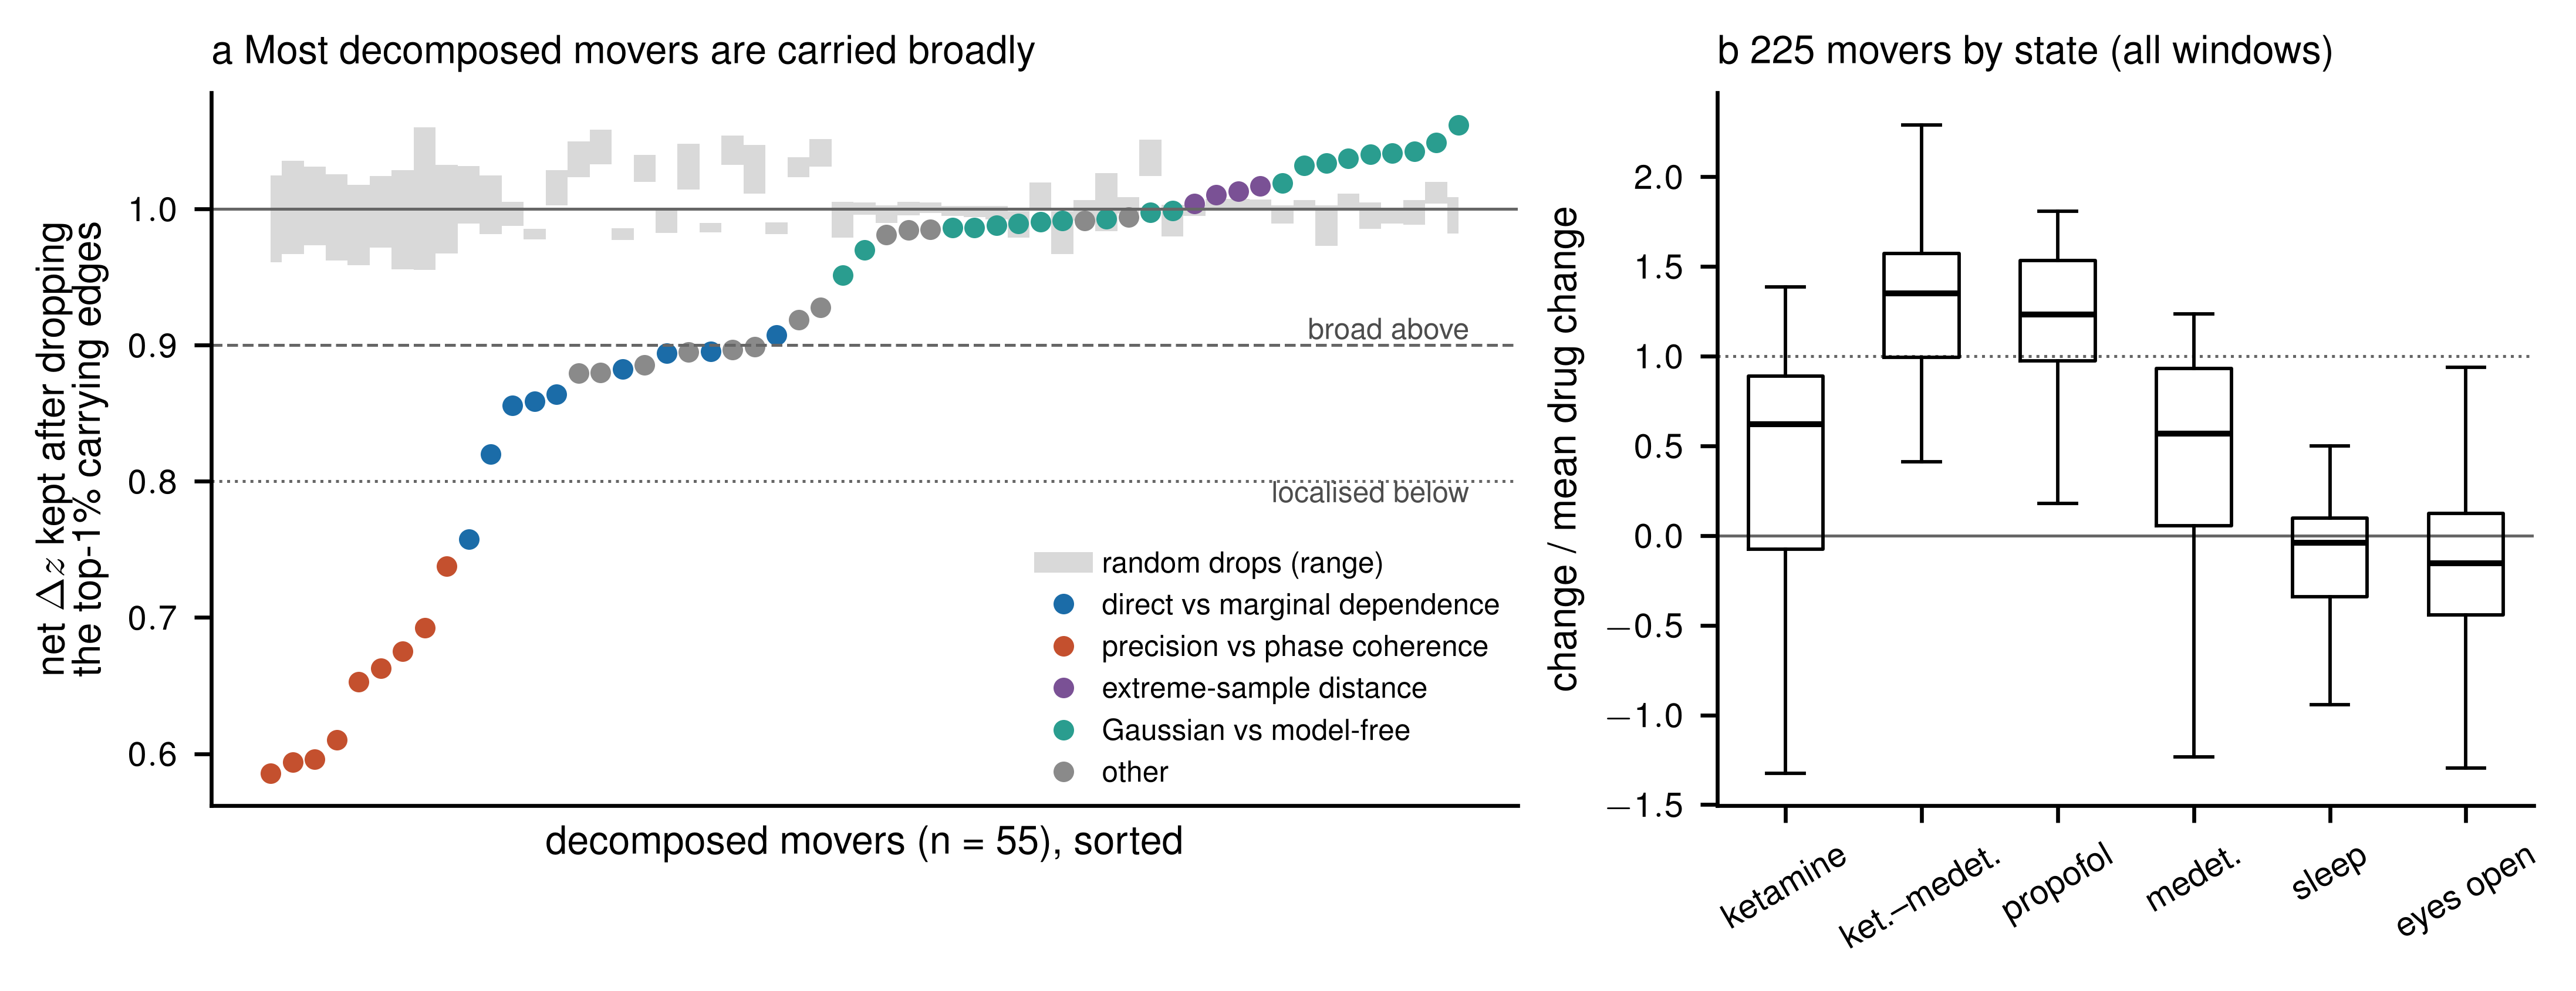 a Most decomposed movers are carried broadly
net Δz kept after dropping
the top-1% carrying edges
1.0
0.9
0.8
0.7
0.6
broad above
localised below
random drops (range)
direct vs marginal dependence
precision vs phase coherence
extreme-sample distance
Gaussian vs model-free
other
decomposed movers (n = 55), sorted
b 225 movers by state (all windows)
change / mean drug change
2.0
1.5
1.0
0.5
0.0
−0.5
−1.0
−1.5
ketamine
ket.–medet.
propofol
medet.
sleep
eyes open